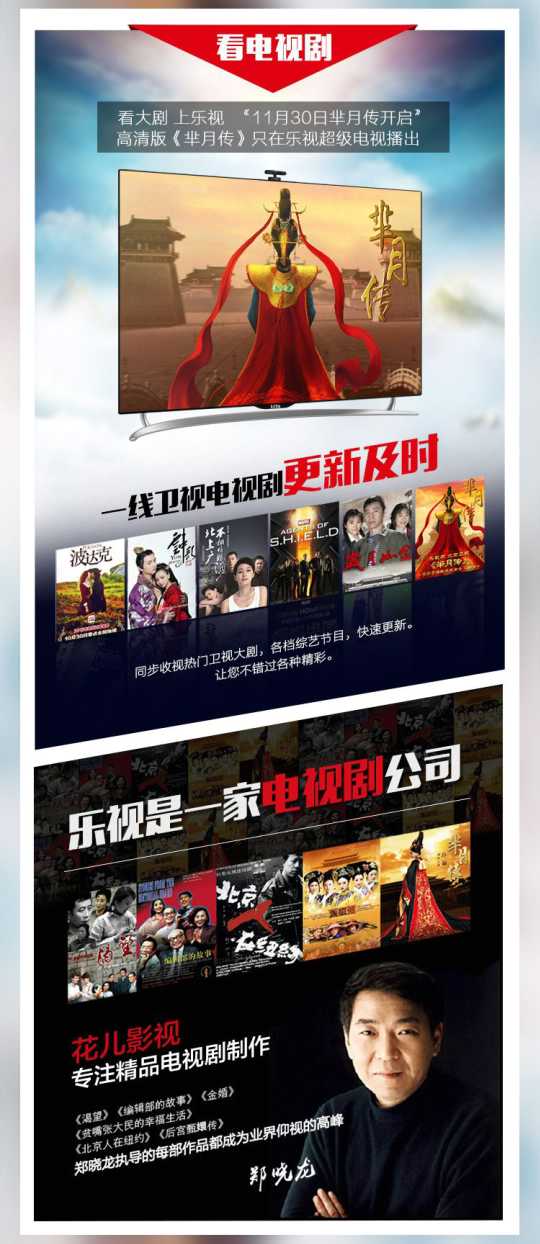 看电视剧
看大剧 上乐视 “11月30日芈月传开启”
高清版《芈月传》只在乐视超级电视播出
芈月传
一线卫视电视剧更新及时
波达克
北上广
不相信眼泪
AGENTS OF
S.H.I.E.L.D
《芈月传》
同步收视热门卫视大剧，各档综艺节目，快速更新。
让您不错过各种精彩。
乐视是一家电视剧公司
渴望
编辑部的故事
北京人
在纽约
芈月传
花儿影视
专注精品电视剧制作
《渴望》《编辑部的故事》《金婚》
《贫嘴张大民的幸福生活》
《北京人在纽约》《后宫甄嬛传》
郑晓龙执导的每部作品都成为业界仰视的高峰
郑晓龙